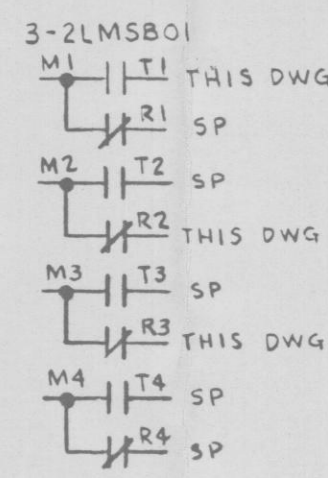 3-2LMSB01
M1 T1 THIS DWG
R1 SP
M2 T2 SP
R2 THIS DWG
M3 T3 SP
R3 THIS DWG
M4 T4 SP
R4 SP